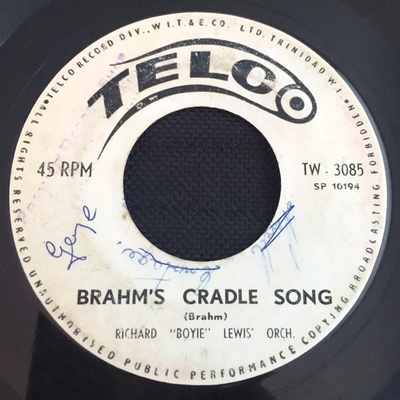 TELCO RECORD DIV., W.I.T. & E. CO. LTD. TRINIDAD W.I.
TELCO
45 RPM
TW - 3085
SP 10194
BRAHM'S CRADLE SONG
(Brahm)
RICHARD "BOYIE" LEWIS' ORCH.
ALL RIGHTS RESERVED UNAUTHORISED PUBLIC PERFORMANCE COPYING BROADCASTING FORBIDDEN